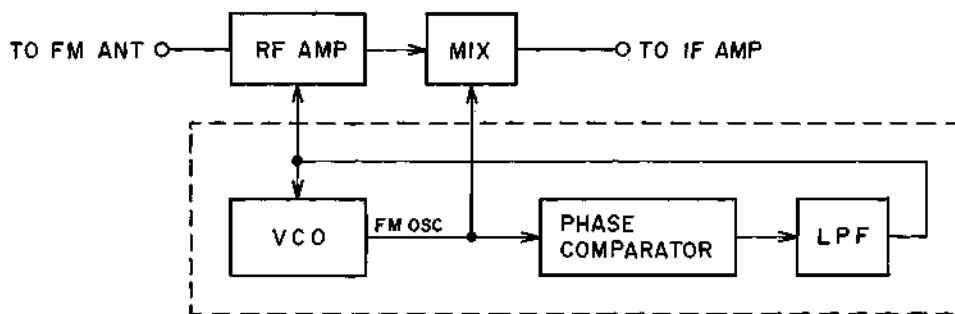 TO FM ANT
RF AMP
MIX
TO IF AMP
VCO
FM OSC
PHASE
COMPARATOR
LPF